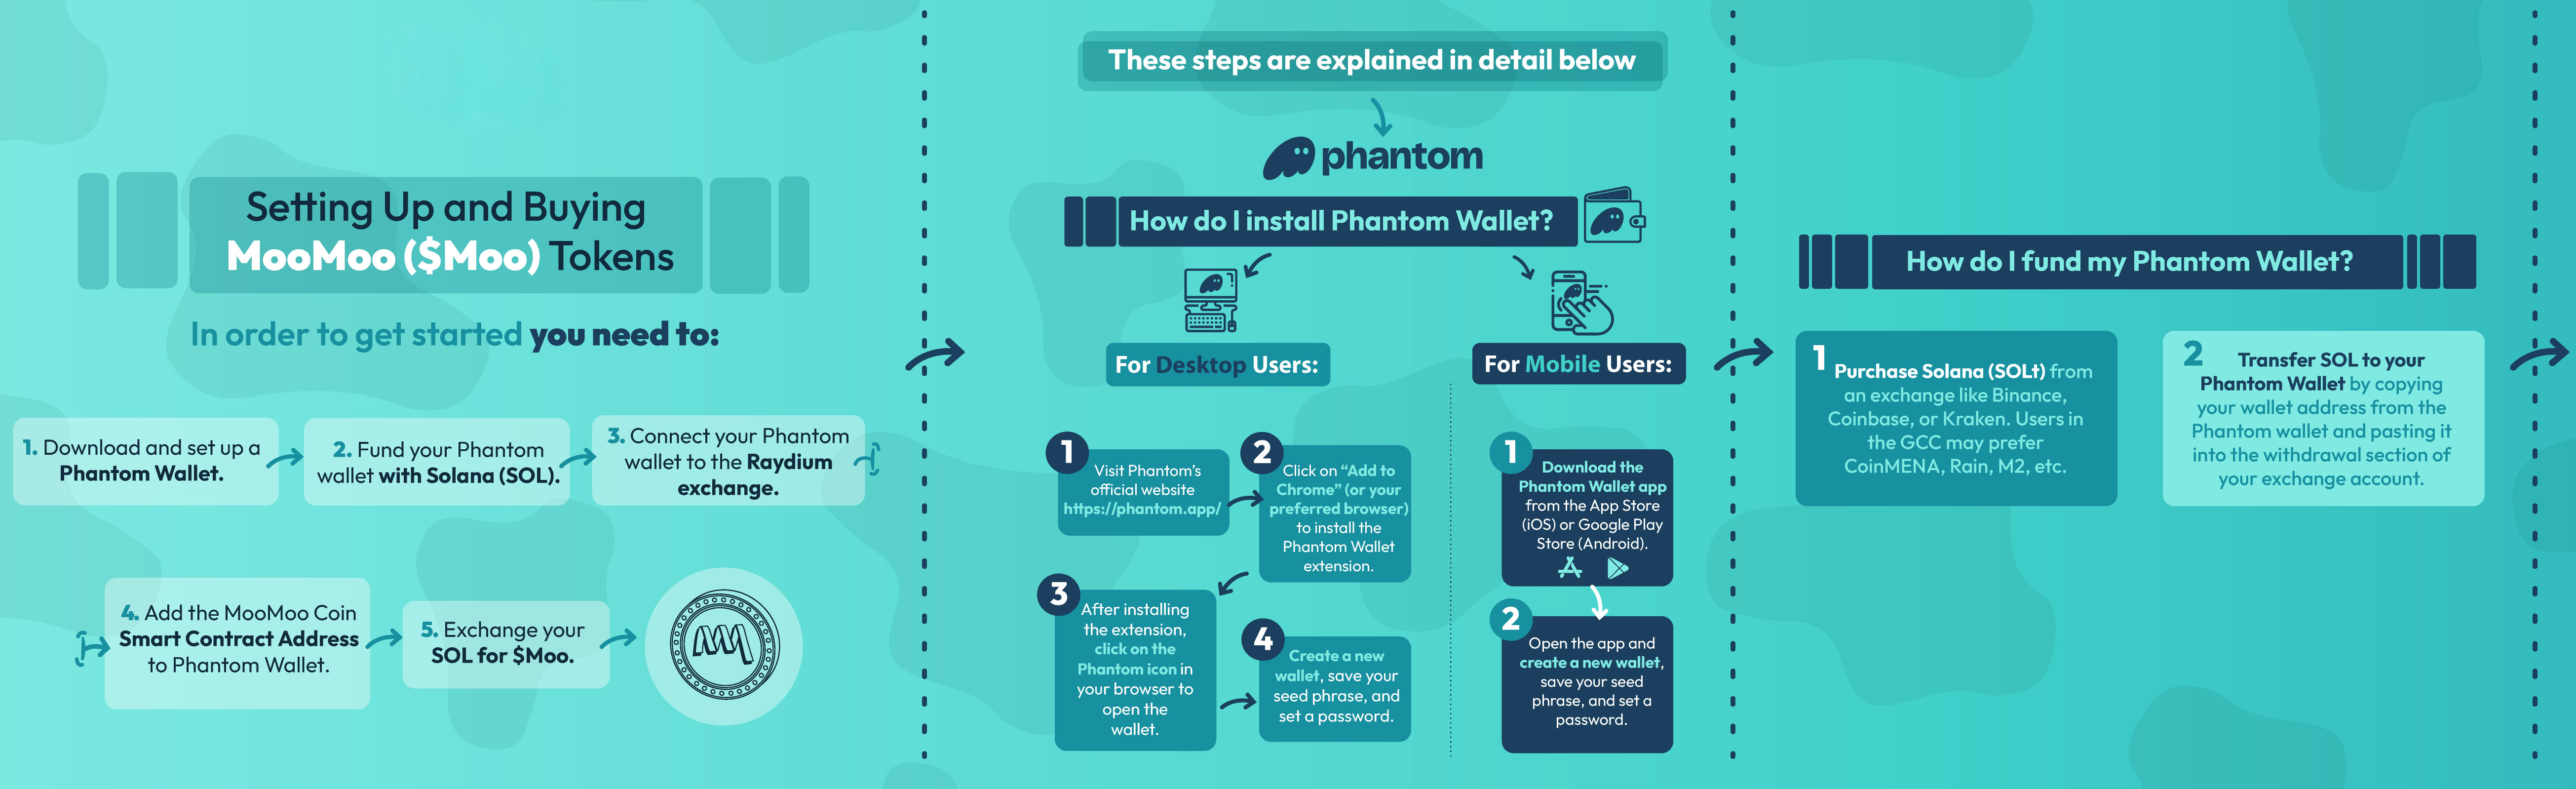 Setting Up and Buying
MooMoo ($Moo) Tokens
In order to get started you need to:
1. Download and set up a
Phantom Wallet.
2. Fund your Phantom
wallet with Solana (SOL).
3. Connect your Phantom
wallet to the Raydium
exchange.
4. Add the MooMoo Coin
Smart Contract Address
to Phantom Wallet.
5. Exchange your
SOL for $Moo.
These steps are explained in detail below
phantom
How do I install Phantom Wallet?
For Desktop Users:
1
Visit Phantom's
official website
https://phantom.app/
2
Click on “Add to
Chrome” (or your
preferred browser)
to install the
Phantom Wallet
extension.
3
After installing
the extension,
click on the
Phantom icon in
your browser to
open the
wallet.
4
Create a new
wallet, save your
seed phrase, and
set a password.
For Mobile Users:
1
Download the
Phantom Wallet app
from the App Store
(iOS) or Google Play
Store (Android).
2
Open the app and
create a new wallet,
save your seed
phrase, and set a
password.
How do I fund my Phantom Wallet?
1
Purchase Solana (SOLt) from
an exchange like Binance,
Coinbase, or Kraken. Users in
the GCC may prefer
CoinMENA, Rain, M2, etc.
2
Transfer SOL to your
Phantom Wallet by copying
your wallet address from the
Phantom wallet and pasting it
into the withdrawal section of
your exchange account.